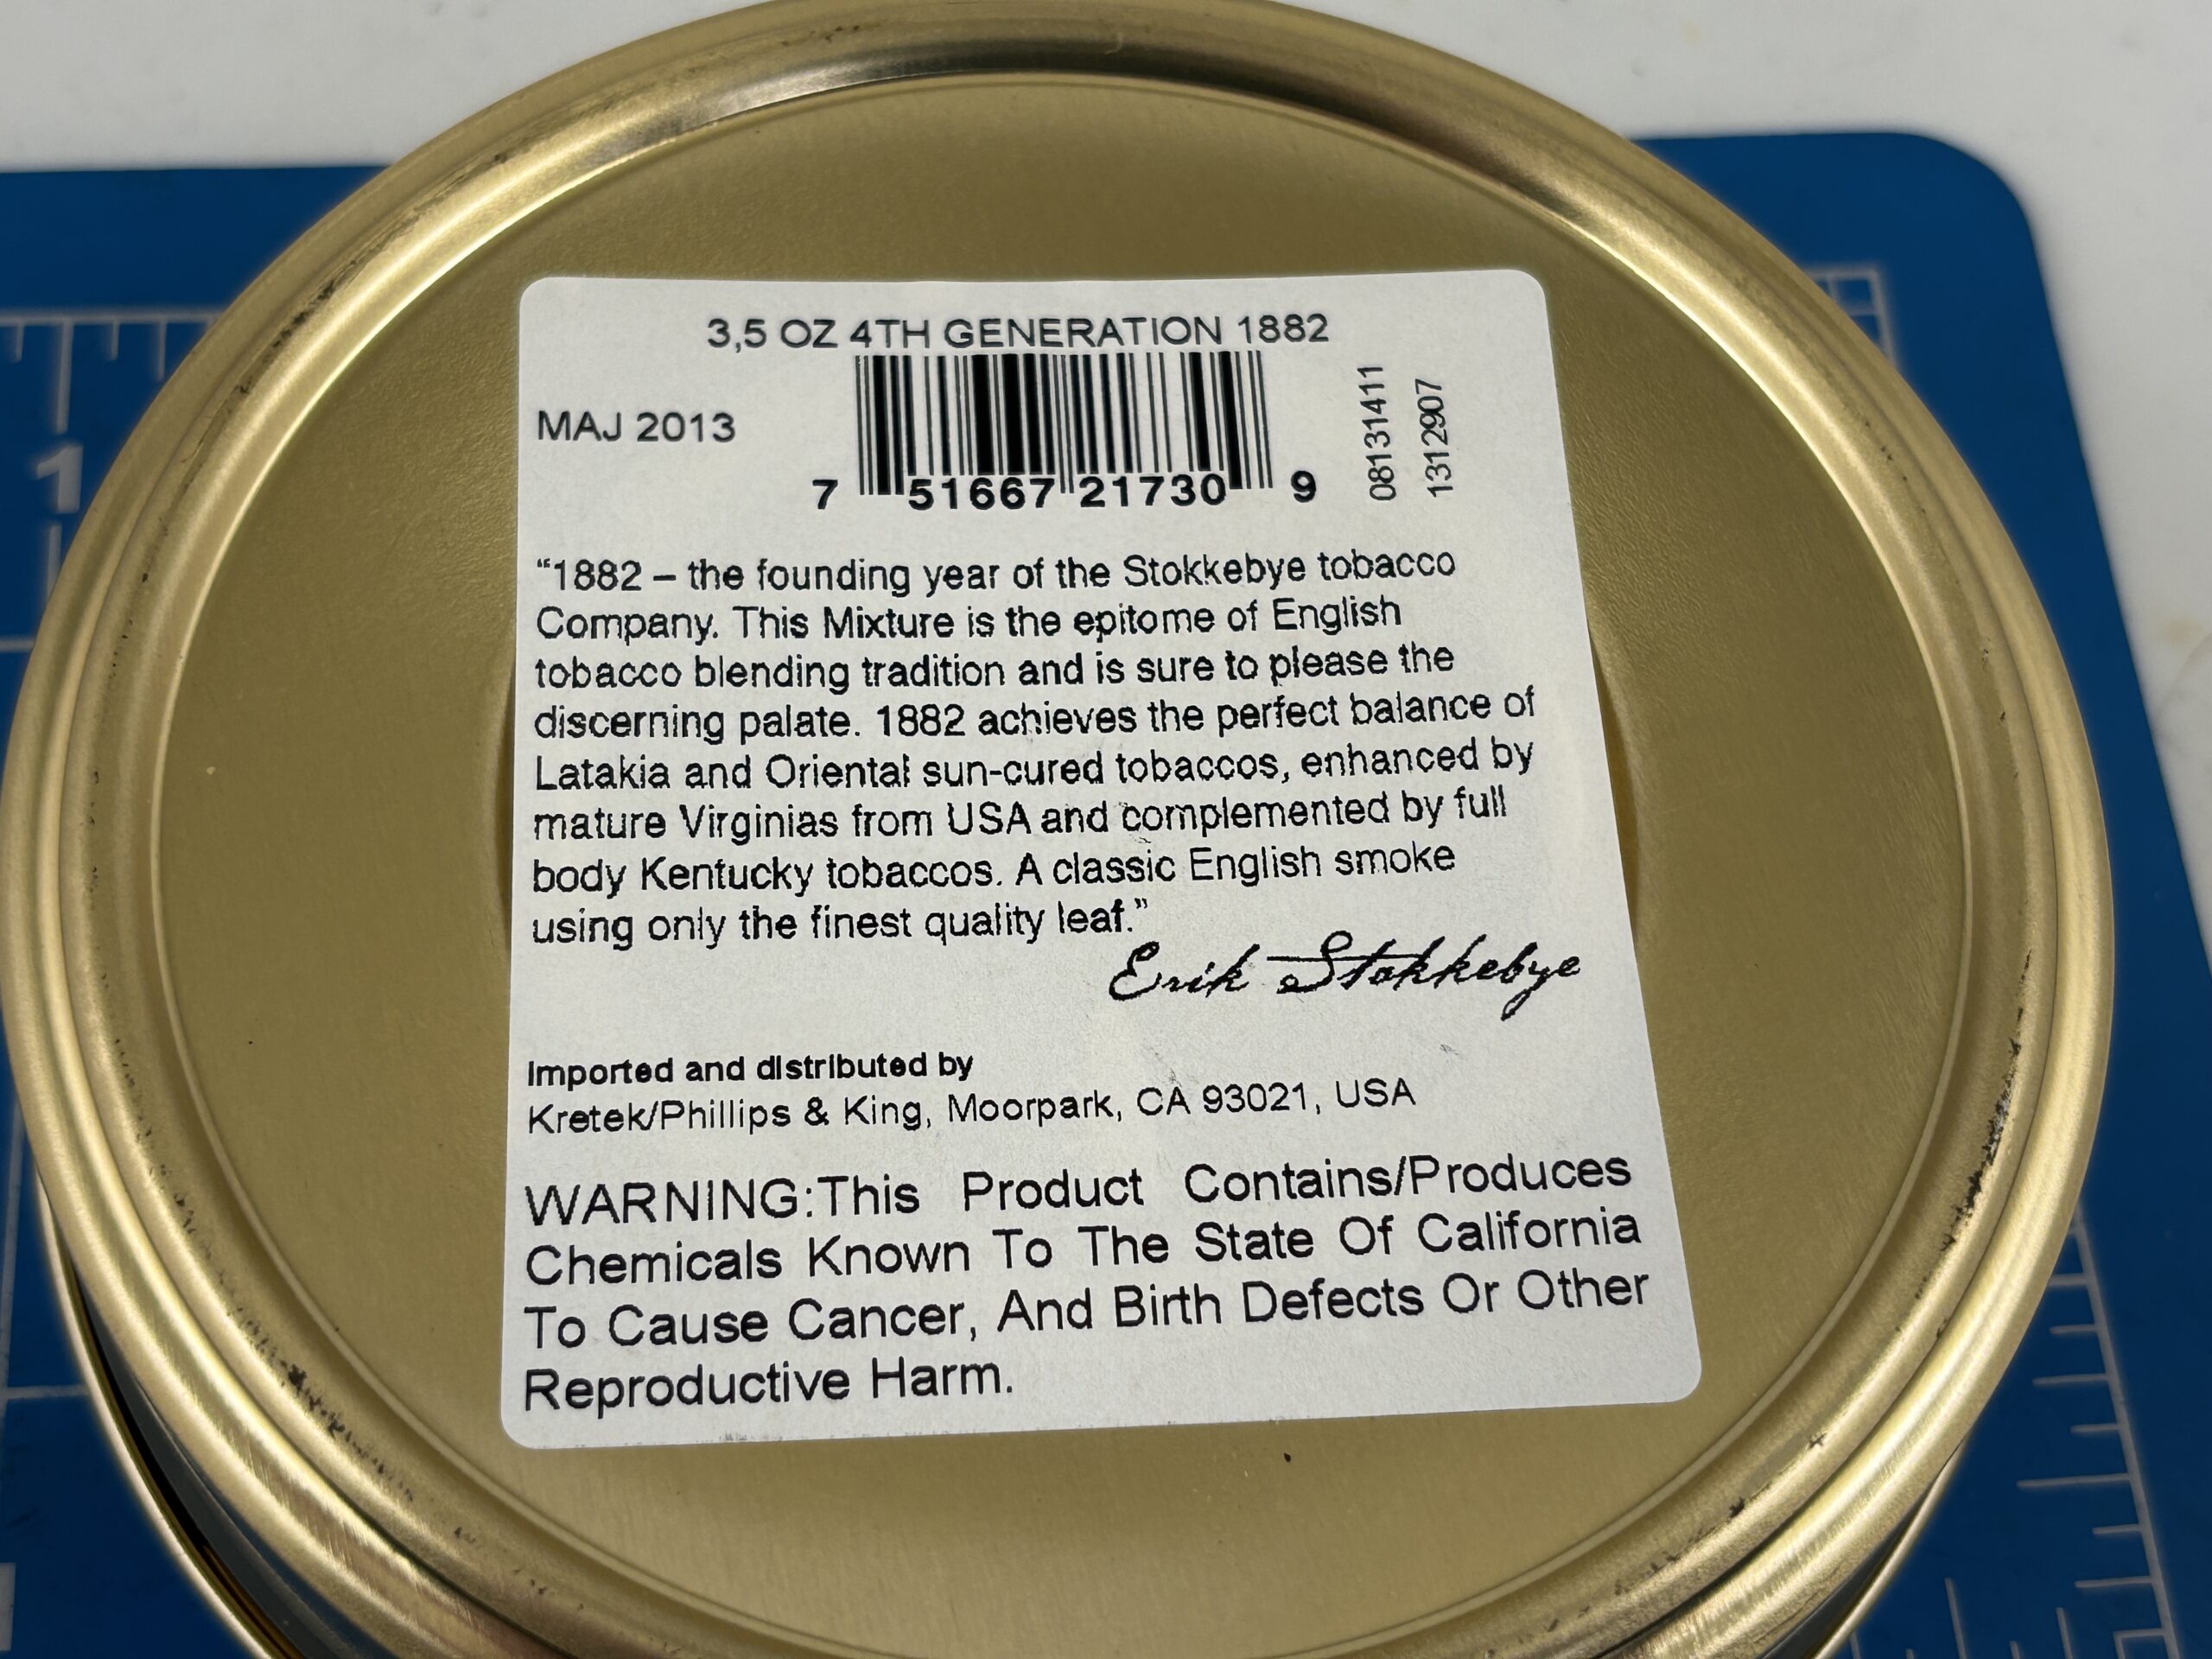 3,5 OZ 4TH GENERATION 1882
MAJ 2013
7 51667 21730 9
08131411
1312907
“1882 – the founding year of the Stokkebye tobacco
Company. This Mixture is the epitome of English
tobacco blending tradition and is sure to please the
discerning palate. 1882 achieves the perfect balance of
Latakia and Oriental sun-cured tobaccos, enhanced by
mature Virginias from USA and complemented by full
body Kentucky tobaccos. A classic English smoke
using only the finest quality leaf.”
Erik Stokkebye
Imported and distributed by
Kretek/Phillips & King, Moorpark, CA 93021, USA
WARNING:This Product Contains/Produces
Chemicals Known To The State Of California
To Cause Cancer, And Birth Defects Or Other
Reproductive Harm.
1